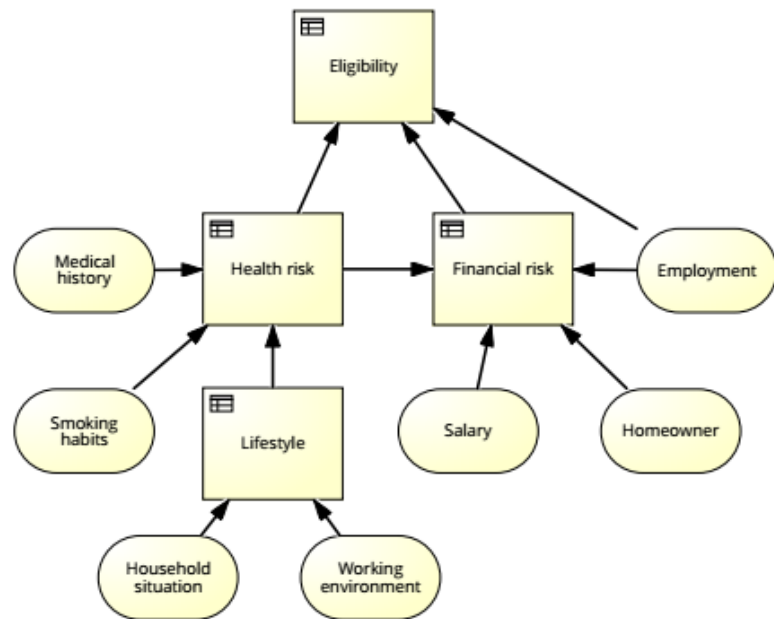 Eligibility
Medical
history
Health risk
Financial risk
Employment
Smoking
habits
Lifestyle
Salary
Homeowner
Household
situation
Working
environment